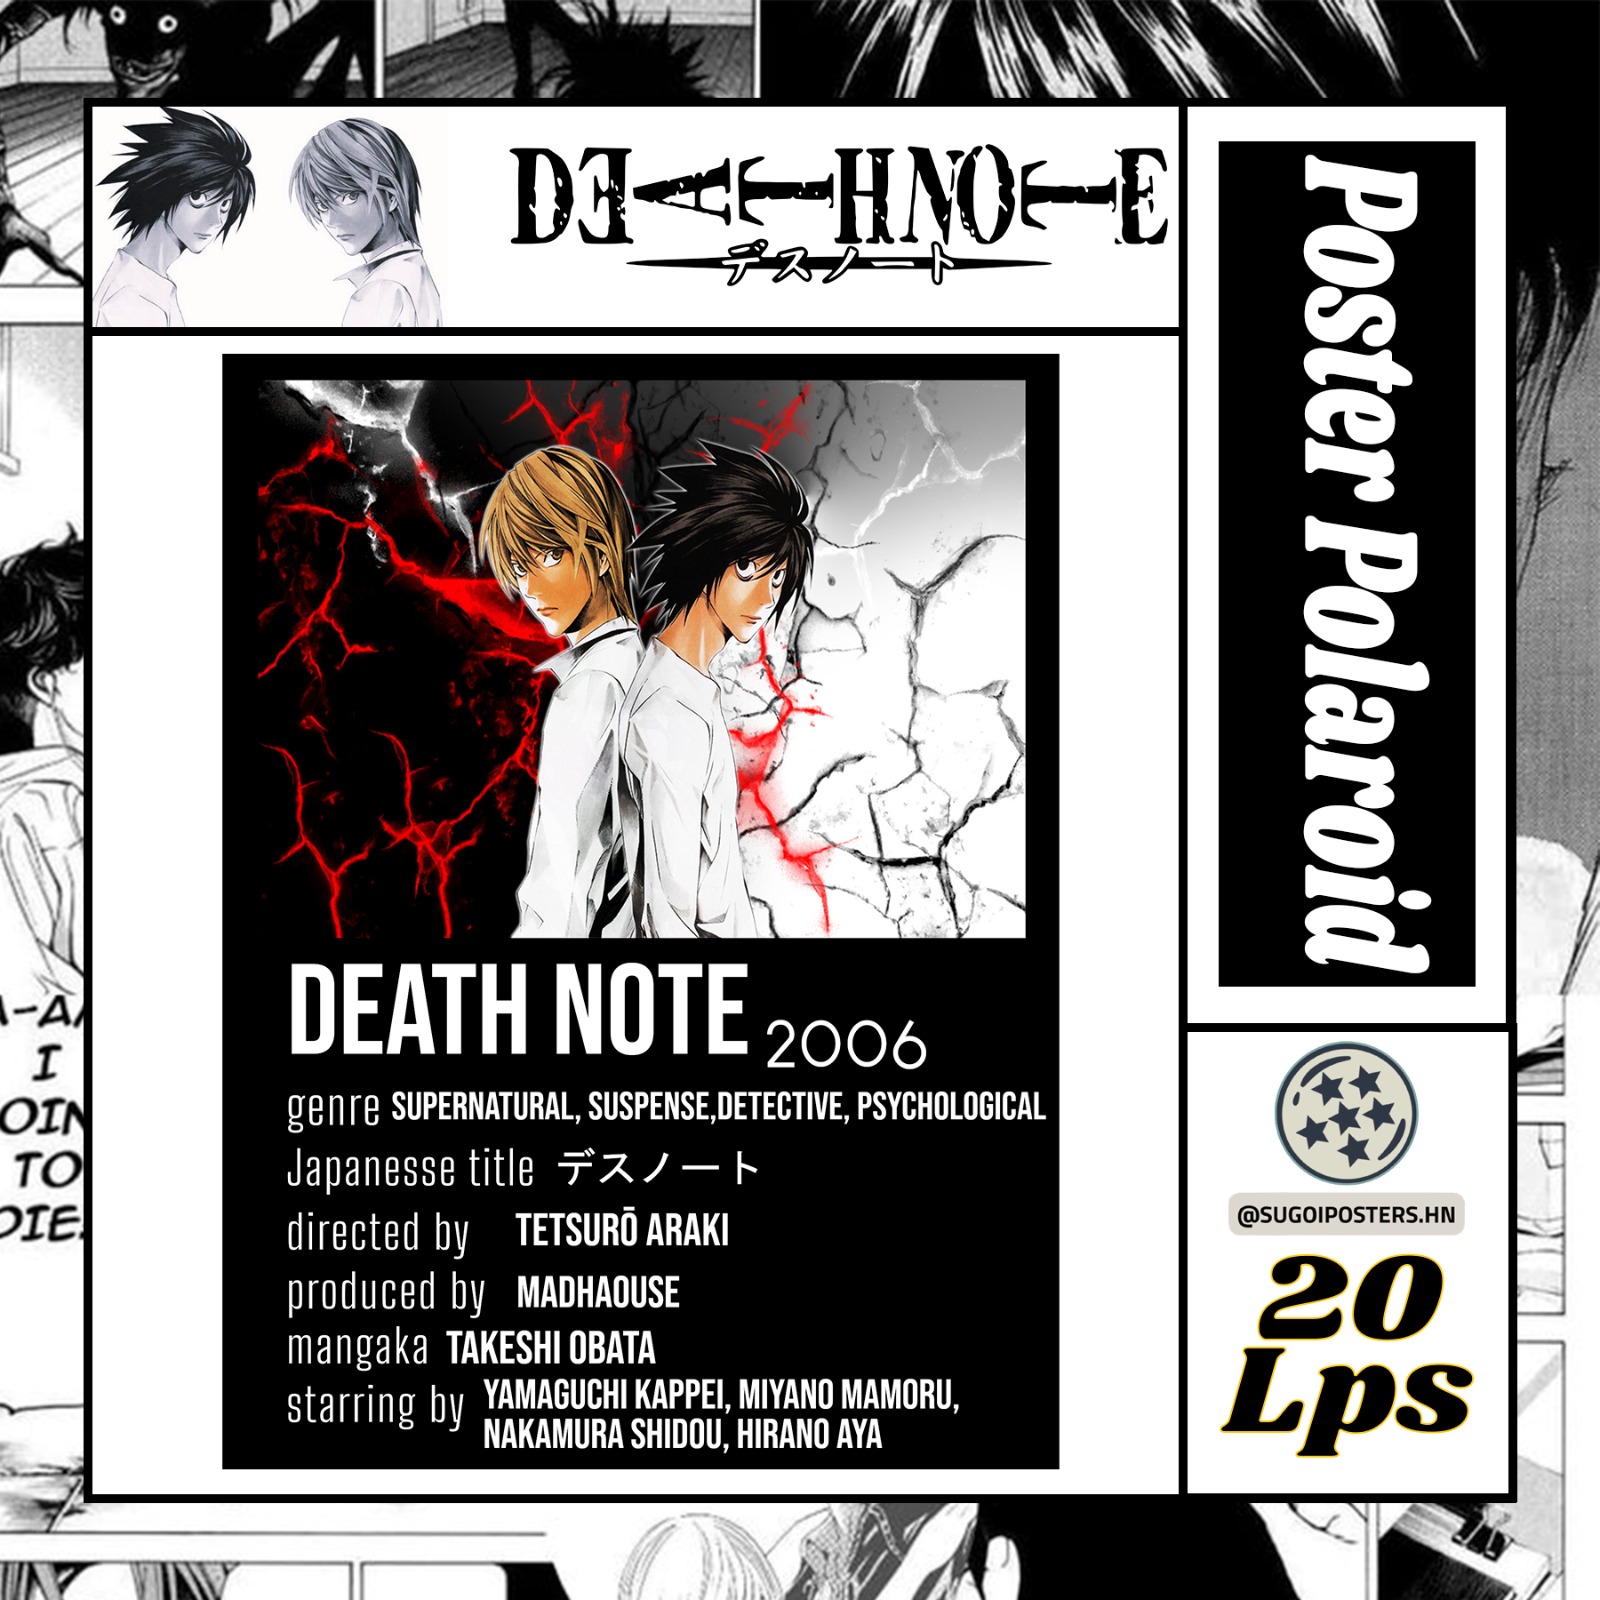 DEATHNOTE
デスノート
Poster Polaroid
DEATH NOTE 2006
genre SUPERNATURAL, SUSPENSE,DETECTIVE, PSYCHOLOGICAL
Japanesse title デスノート
directed by TETSURŌ ARAKI
produced by MADHAOUSE
mangaka TAKESHI OBATA
starring by YAMAGUCHI KAPPEI, MIYANO MAMORU,
NAKAMURA SHIDOU, HIRANO AYA
@SUGOIPOSTERS.HN
20
Lps
I
TO